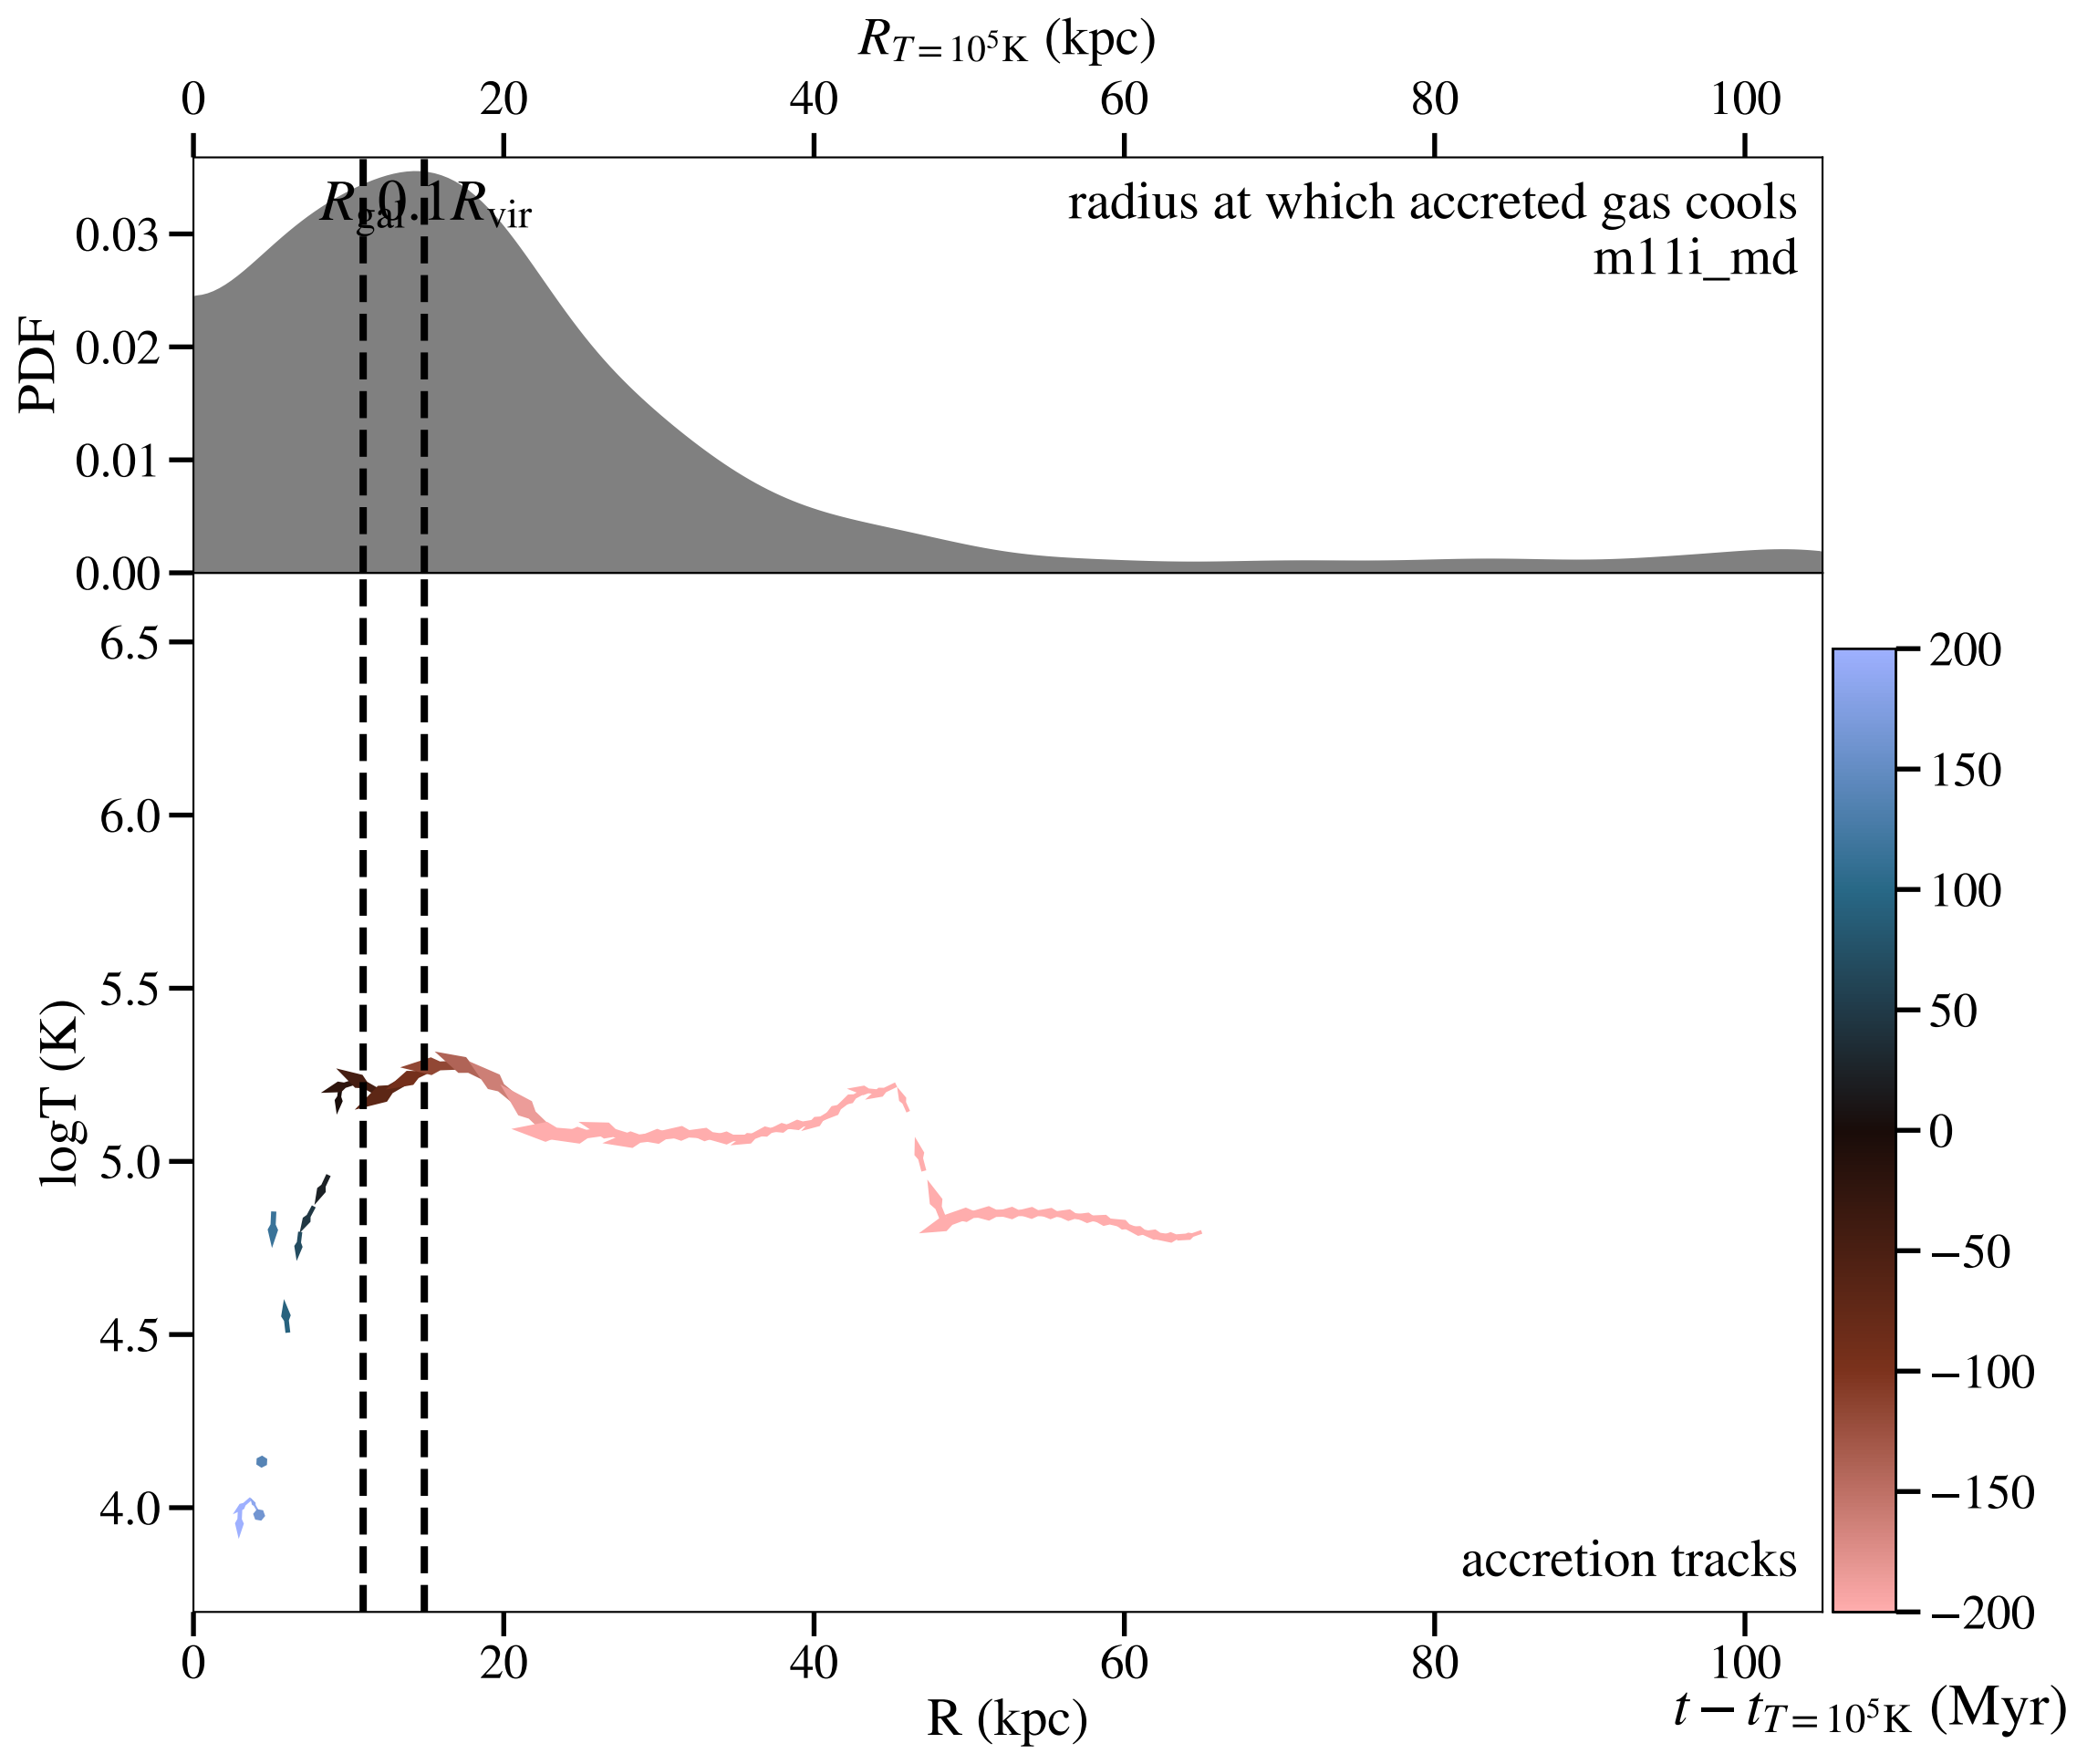 R_{T=10^5K} (kpc)
0 20 40 60 80 100
R_gal 0.1R_vir
radius at which accreted gas cools
m11i_md
PDF
0.03
0.02
0.01
0.00
logT (K)
6.5
6.0
5.5
5.0
4.5
4.0
accretion tracks
0 20 40 60 80 100
R (kpc)
200
150
100
50
0
−50
−100
−150
−200
t − t_{T=10^5K} (Myr)